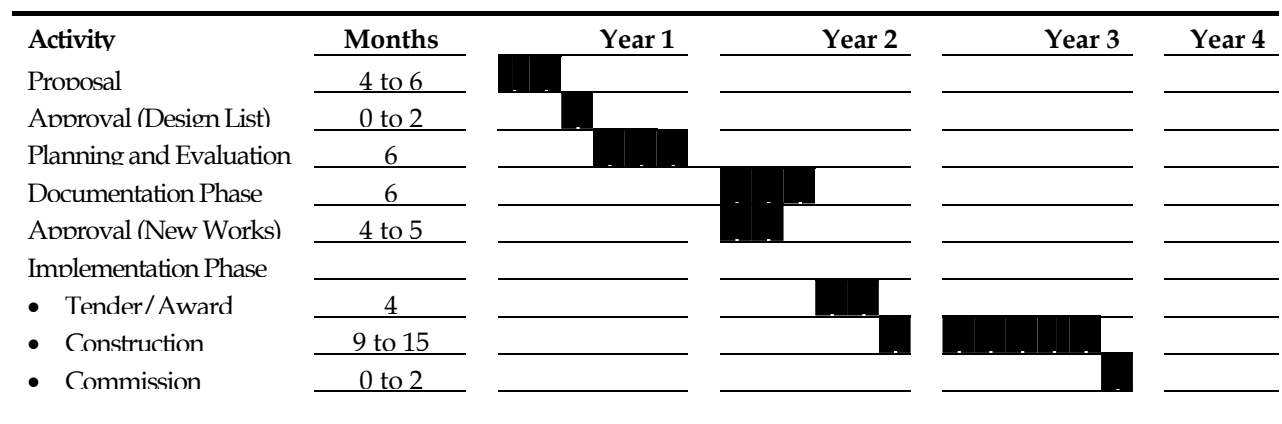 Activity Months Year 1 Year 2 Year 3 Year 4
Proposal 4 to 6
Approval (Design List) 0 to 2
Planning and Evaluation 6
Documentation Phase 6
Approval (New Works) 4 to 5
Implementation Phase
• Tender/Award 4
• Construction 9 to 15
• Commission 0 to 2